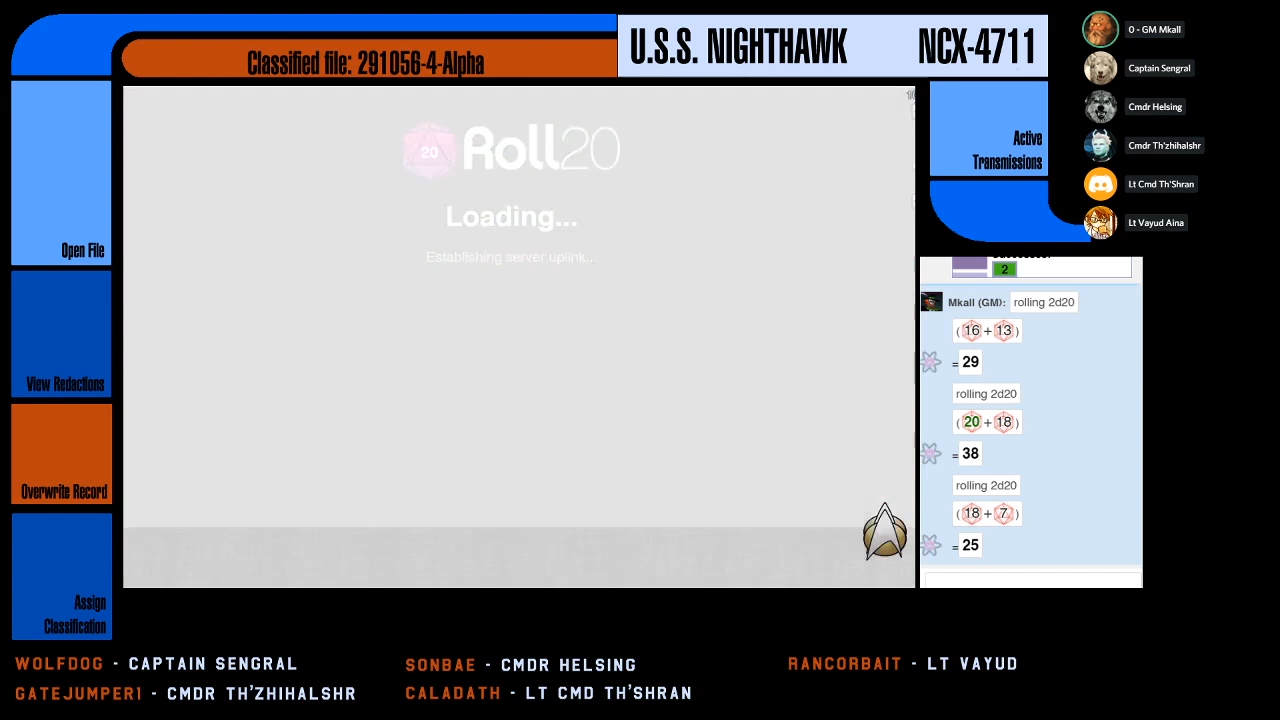 Classified file: 291056-4-Alpha
U.S.S. NIGHTHAWK NCX-4711
Open File
View Redactions
Overwrite Record
Assign
Classification
20
Roll20
Loading...
Establishing server uplink...
Active
Transmissions
0 - GM Mkall
Captain Sengral
Cmdr Helsing
Cmdr Th'zhihalshr
Lt Cmd Th'Shran
Lt Vayud Aina
2
Mkall (GM): rolling 2d20
(16+13)
=29
rolling 2d20
(20+18)
=38
rolling 2d20
(18+7)
=25
WOLFDOG - CAPTAIN SENGRAL
SONBAE - CMDR HELSING
RANCORBAIT - LT VAYUD
GATEJUMPER1 - CMDR TH'ZHIHALSHR
CALADATH - LT CMD TH'SHRAN